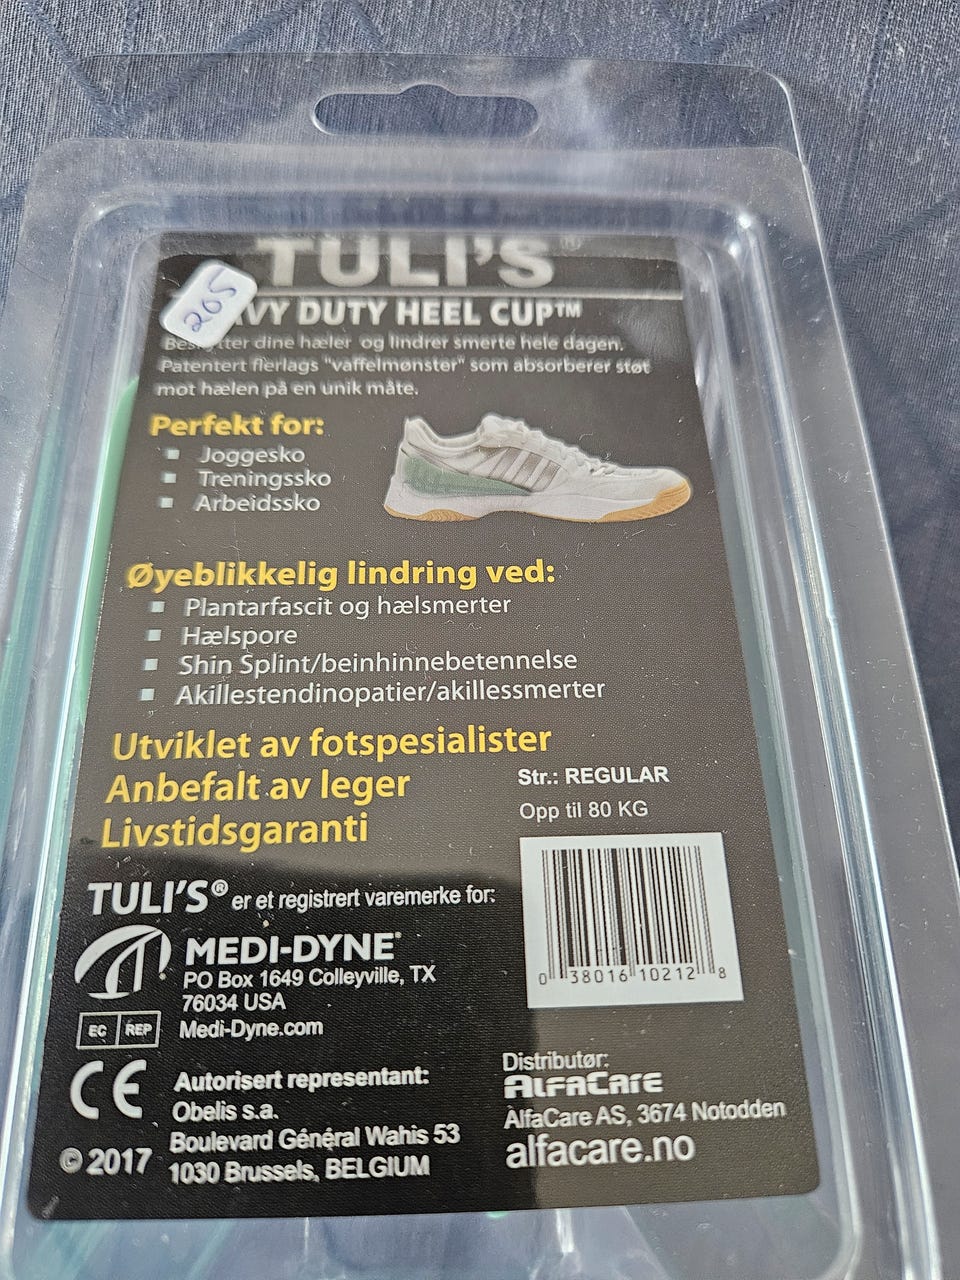 TULI'S®
205
VY DUTY HEEL CUP™
Beskytter dine hæler og lindrer smerte hele dagen.
Patentert flerlags "vaffelmønster" som absorberer støt
mot hælen på en unik måte.
Perfekt for:
Joggesko
Treningssko
Arbeidssko
Øyeblikkelig lindring ved:
Plantarfascit og hælsmerter
Hælspore
Shin Splint/beinhinnebetennelse
Akillestendinopatier/akillessmerter
Utviklet av fotspesialister
Anbefalt av leger
Livstidsgaranti
Str.: REGULAR
Opp til 80 KG
0 38016 10212 8
TULI'S® er et registrert varemerke for:
MEDI-DYNE®
PO Box 1649 Colleyville, TX
76034 USA
Medi-Dyne.com
EC REP
CE
Autorisert representant:
Obelis s.a.
Boulevard Général Wahis 53
1030 Brussels, BELGIUM
© 2017
Distributør:
ALFACARE
AlfaCare AS, 3674 Notodden
alfacare.no